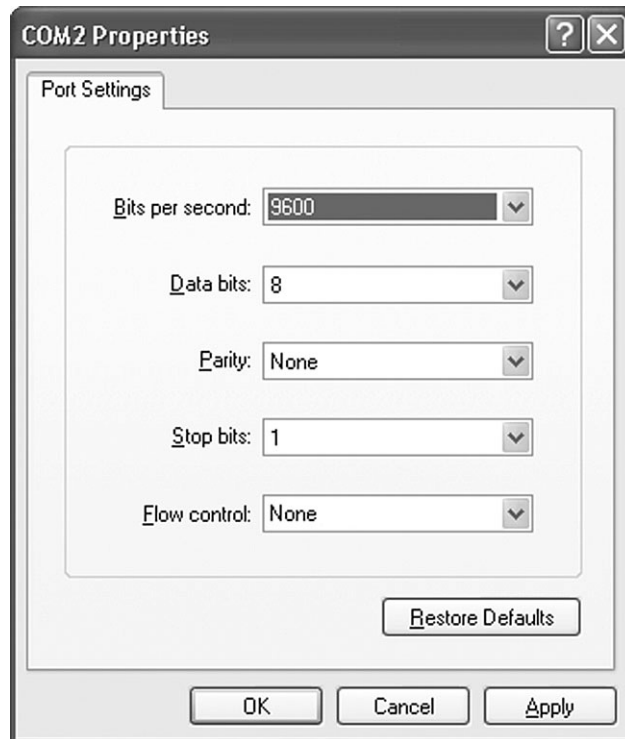 COM2 Properties
Port Settings
Bits per second: 9600
Data bits: 8
Parity: None
Stop bits: 1
Flow control: None
Restore Defaults
OK Cancel Apply